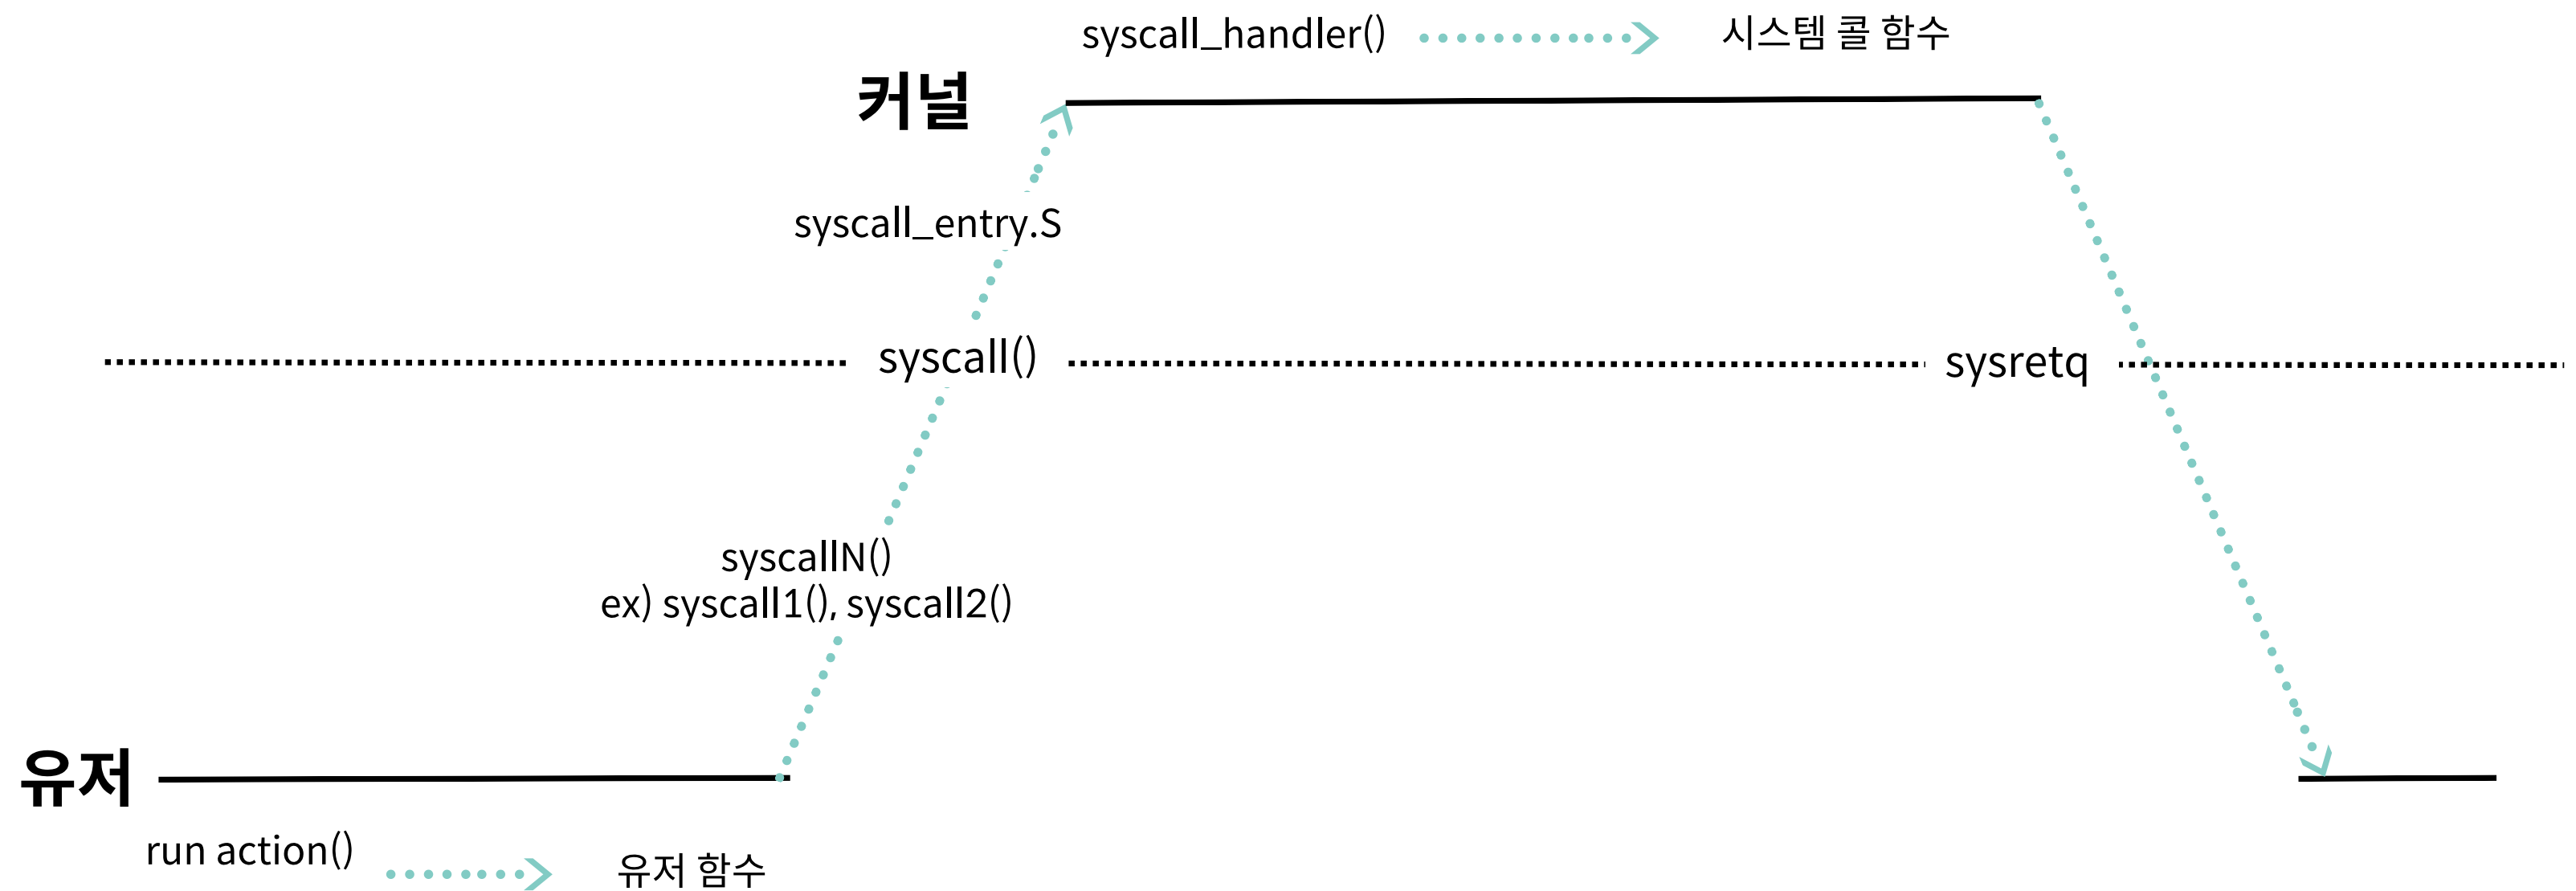 syscall_handler()
시스템 콜 함수
커널
syscall_entry.S
syscall()
sysretq
syscallN()
ex) syscall1(), syscall2()
유저
run action()
유저 함수